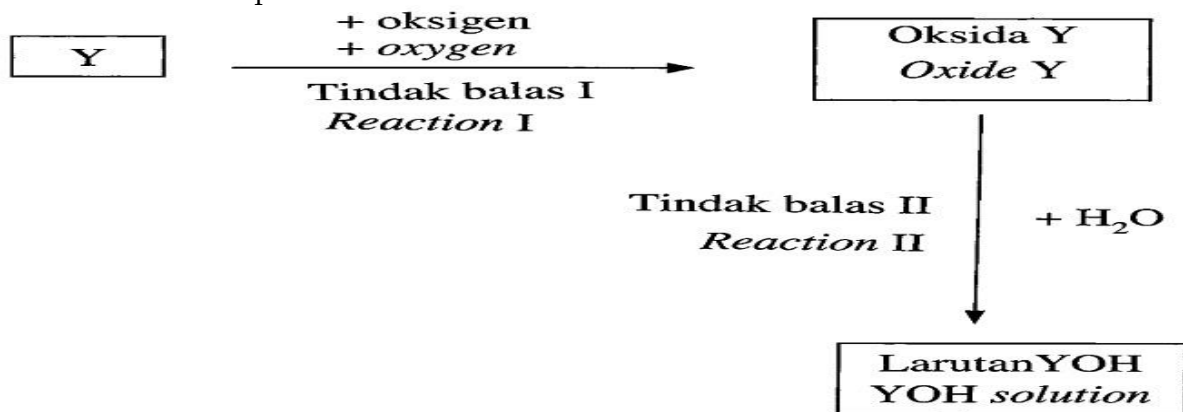 Y
+ oksigen
+ oxygen
Tindak balas I
Reaction I
Oksida Y
Oxide Y
Tindak balas II
Reaction II
+ H₂O
LarutanYOH
YOH solution